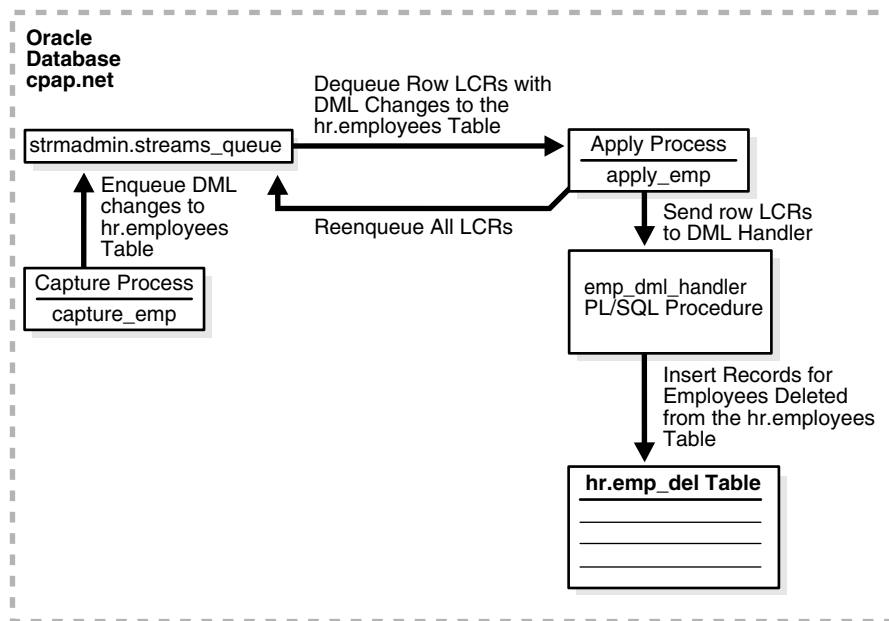 Oracle
Database
cpap.net
Dequeue Row LCRs with
DML Changes to the
hr.employees Table
strmadmin.streams_queue
Apply Process
apply_emp
Enqueue DML
changes to
hr.employees
Table
Reenqueue All LCRs
Send row LCRs
to DML Handler
Capture Process
capture_emp
emp_dml_handler
PL/SQL Procedure
Insert Records for
Employees Deleted
from the hr.employees
Table
hr.emp_del Table